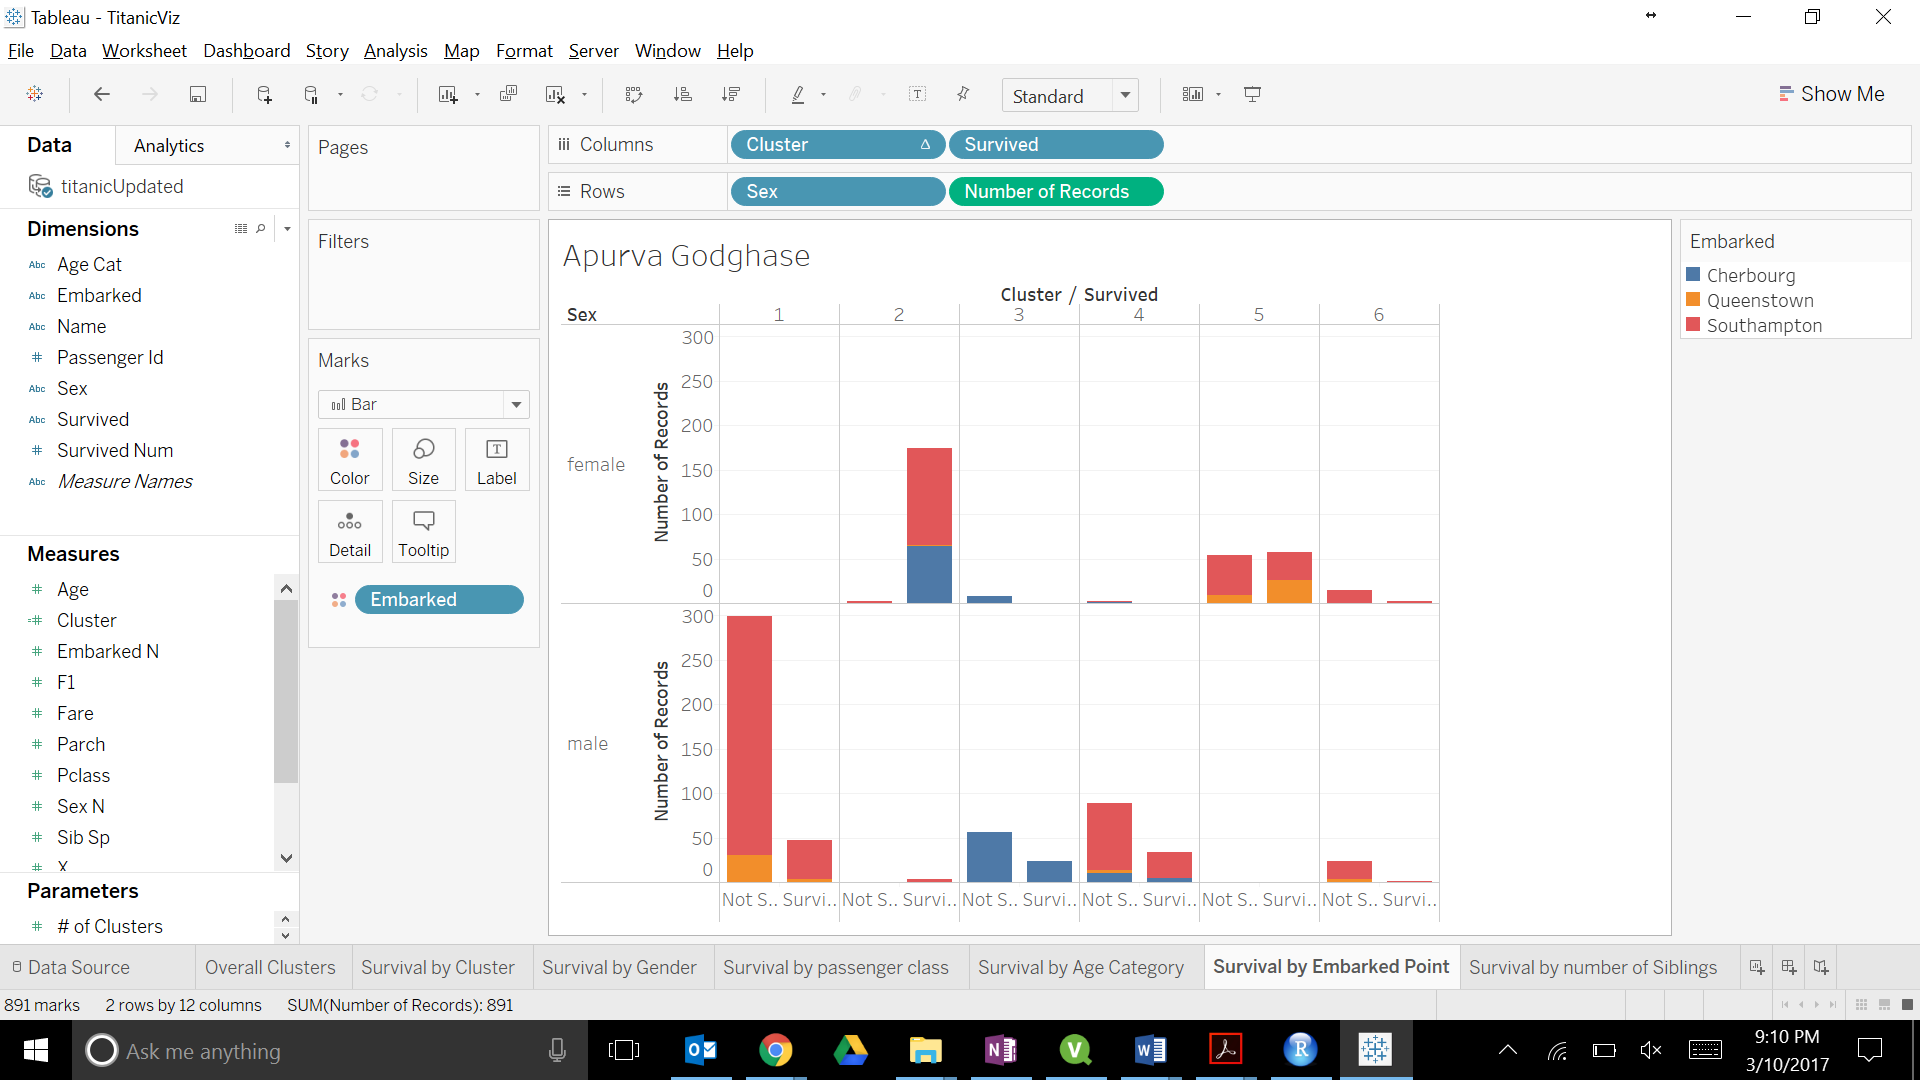 Tableau - TitanicViz
File Data Worksheet Dashboard Story Analysis Map Format Server Window Help
Standard
Show Me
Data
Analytics
titanicUpdated
Dimensions
Abc Age Cat
Abc Embarked
Abc Name
# Passenger Id
Abc Sex
Abc Survived
# Survived Num
Abc Measure Names
Measures
# Age
=# Cluster
# Embarked N
# F1
# Fare
# Parch
# Pclass
# Sex N
# Sib Sp
# X
Parameters
# # of Clusters
Pages
Filters
Marks
Bar
Color Size Label
Detail Tooltip
Embarked
Columns Cluster Δ Survived
Rows Sex Number of Records
Apurva Godghase
Cluster / Survived
Sex 1 2 3 4 5 6
female
Number of Records
300
250
200
150
100
50
0
male
Number of Records
300
250
200
150
100
50
0
Not S.. Survi.. Not S.. Survi.. Not S.. Survi.. Not S.. Survi.. Not S.. Survi.. Not S.. Survi..
Embarked
Cherbourg
Queenstown
Southampton
Data Source Overall Clusters Survival by Cluster Survival by Gender Survival by passenger class Survival by Age Category Survival by Embarked Point Survival by number of Siblings
891 marks 2 rows by 12 columns SUM(Number of Records): 891
Ask me anything
9:10 PM
3/10/2017